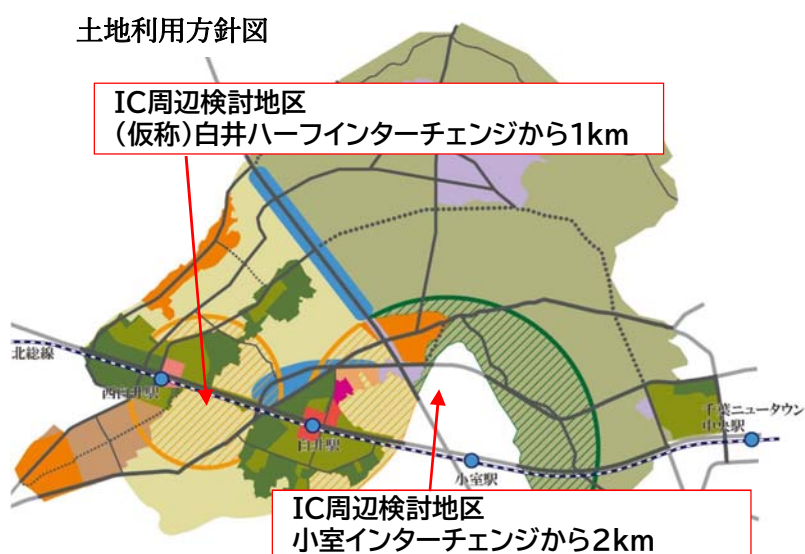 土地利用方針図
IC周辺検討地区
(仮称)白井ハーフインターチェンジから1km
北総線
西白井駅
白井駅
千葉ニュータウン
中央駅
小室駅
IC周辺検討地区
小室インターチェンジから2km